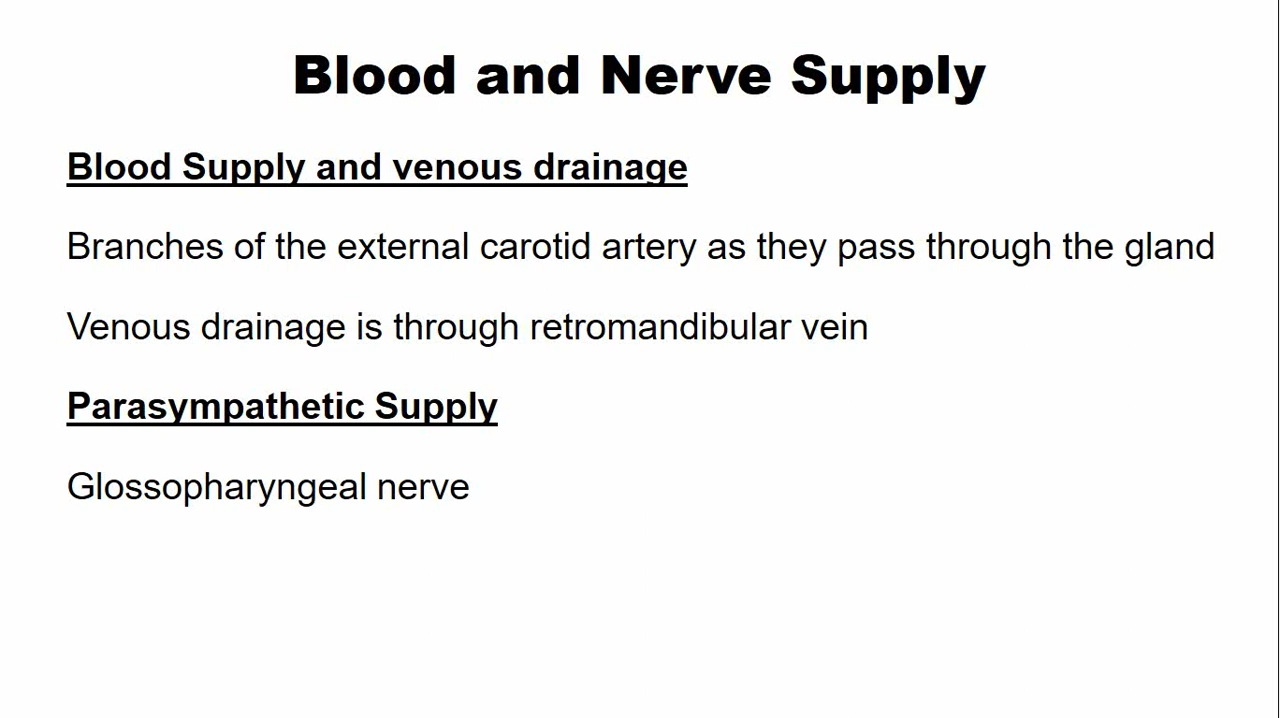 Blood and Nerve Supply
Blood Supply and venous drainage
Branches of the external carotid artery as they pass through the gland
Venous drainage is through retromandibular vein
Parasympathetic Supply
Glossopharyngeal nerve